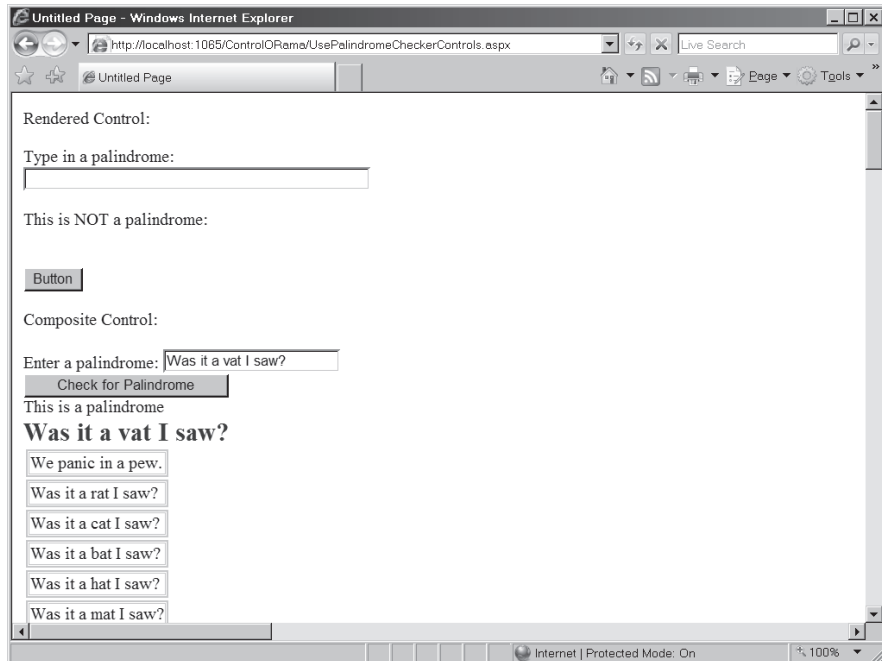 Untitled Page - Windows Internet Explorer
http://localhost:1065/ControlORama/UsePalindromeCheckerControls.aspx
Live Search
Untitled Page
Page
Tools
Rendered Control:
Type in a palindrome:
This is NOT a palindrome:
Button
Composite Control:
Enter a palindrome: Was it a vat I saw?
Check for Palindrome
This is a palindrome
Was it a vat I saw?
We panic in a pew.
Was it a rat I saw?
Was it a cat I saw?
Was it a bat I saw?
Was it a hat I saw?
Was it a mat I saw?
Internet | Protected Mode: On
100%